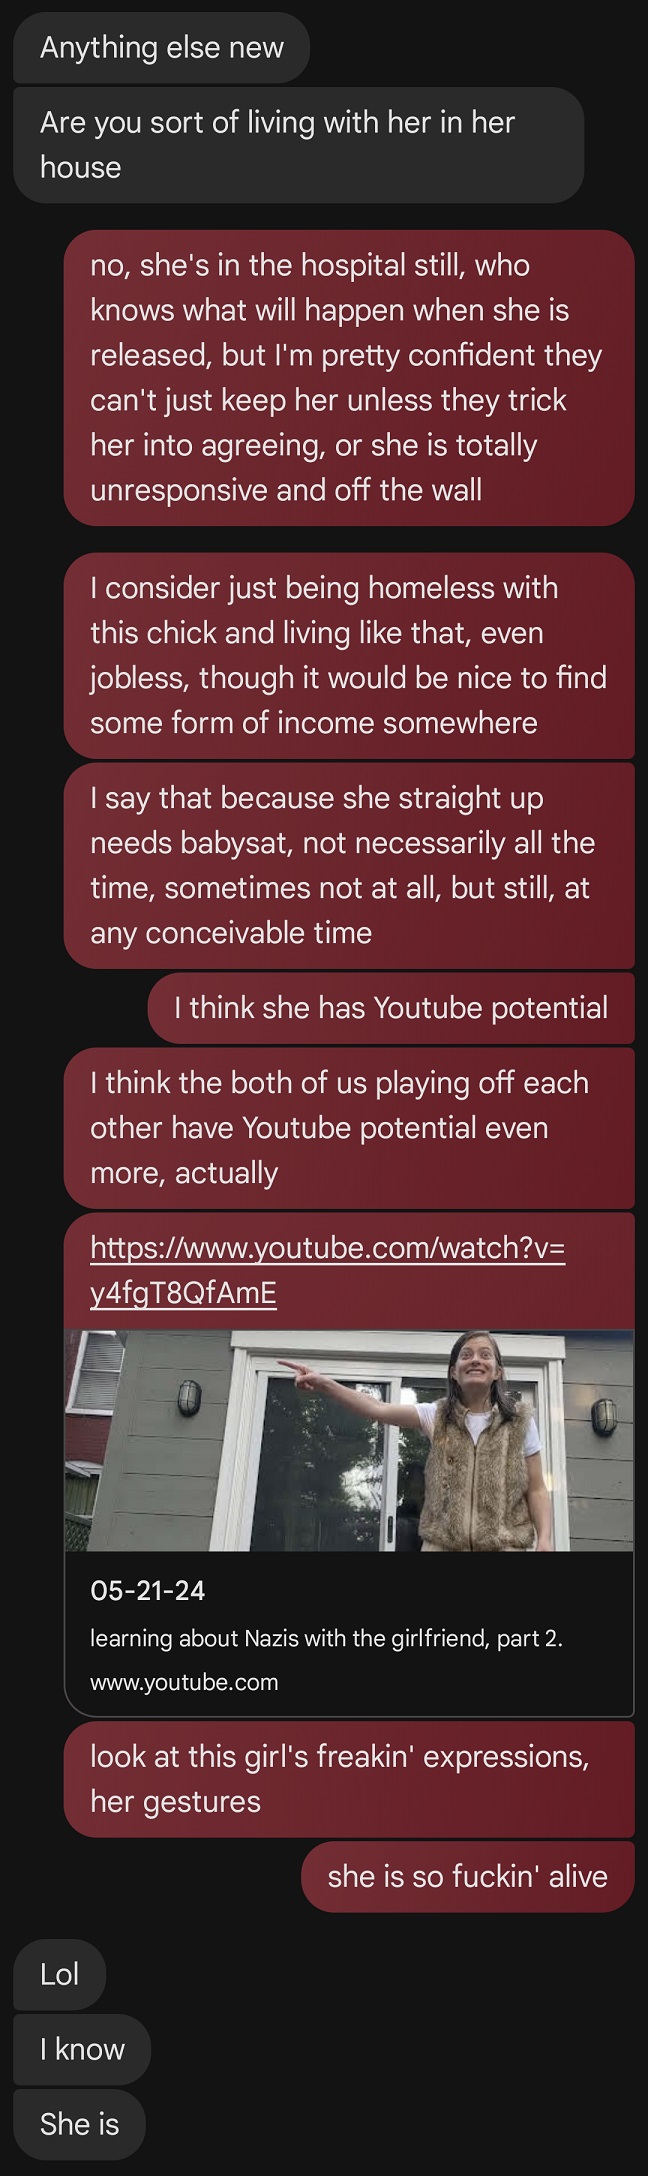 Anything else new
Are you sort of living with her in her
house
no, she's in the hospital still, who
knows what will happen when she is
released, but I'm pretty confident they
can't just keep her unless they trick
her into agreeing, or she is totally
unresponsive and off the wall
I consider just being homeless with
this chick and living like that, even
jobless, though it would be nice to find
some form of income somewhere
I say that because she straight up
needs babysat, not necessarily all the
time, sometimes not at all, but still, at
any conceivable time
I think she has Youtube potential
I think the both of us playing off each
other have Youtube potential even
more, actually
https://www.youtube.com/watch?v=
y4fgT8QfAmE
05-21-24
learning about Nazis with the girlfriend, part 2.
www.youtube.com
look at this girl's freakin' expressions,
her gestures
she is so fuckin' alive
Lol
I know
She is